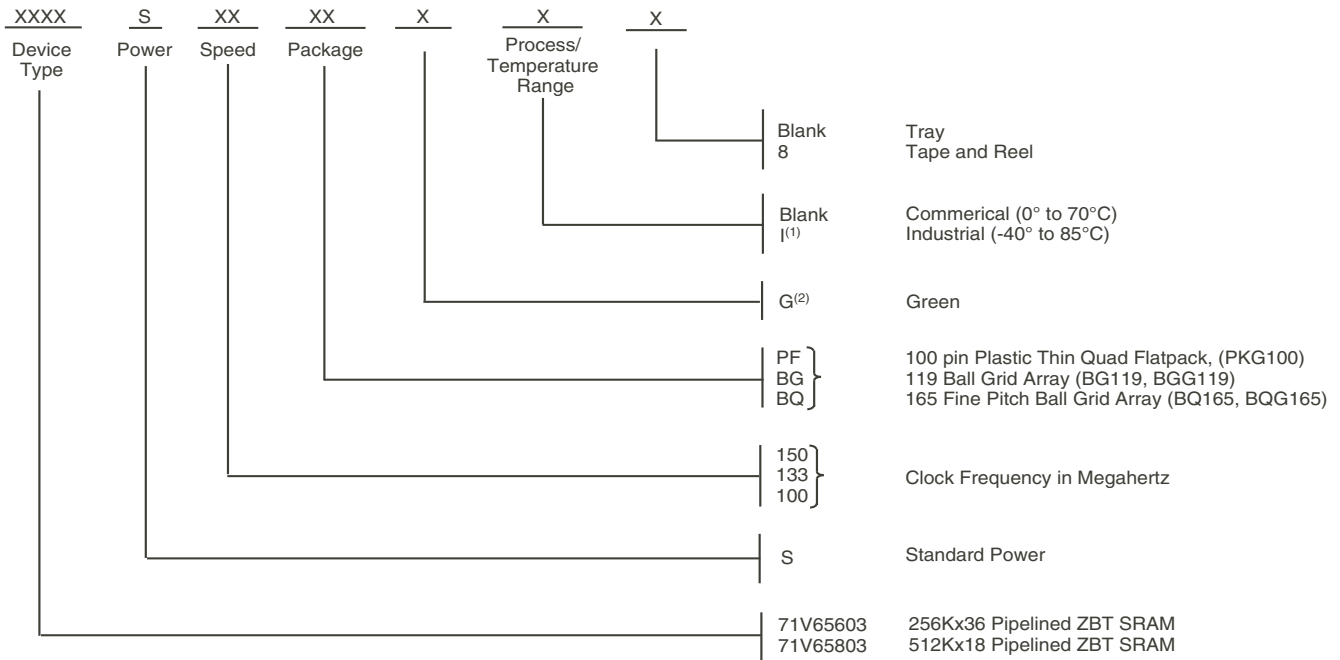 XXXX S XX XX X X X
Device Type Power Speed Package Process/ Temperature Range
Blank Tray
8 Tape and Reel
Blank Commerical (0° to 70°C)
I(1) Industrial (-40° to 85°C)
G(2) Green
PF 100 pin Plastic Thin Quad Flatpack, (PKG100)
BG 119 Ball Grid Array (BG119, BGG119)
BQ 165 Fine Pitch Ball Grid Array (BQ165, BQG165)
150
133 Clock Frequency in Megahertz
100
S Standard Power
71V65603 256Kx36 Pipelined ZBT SRAM
71V65803 512Kx18 Pipelined ZBT SRAM